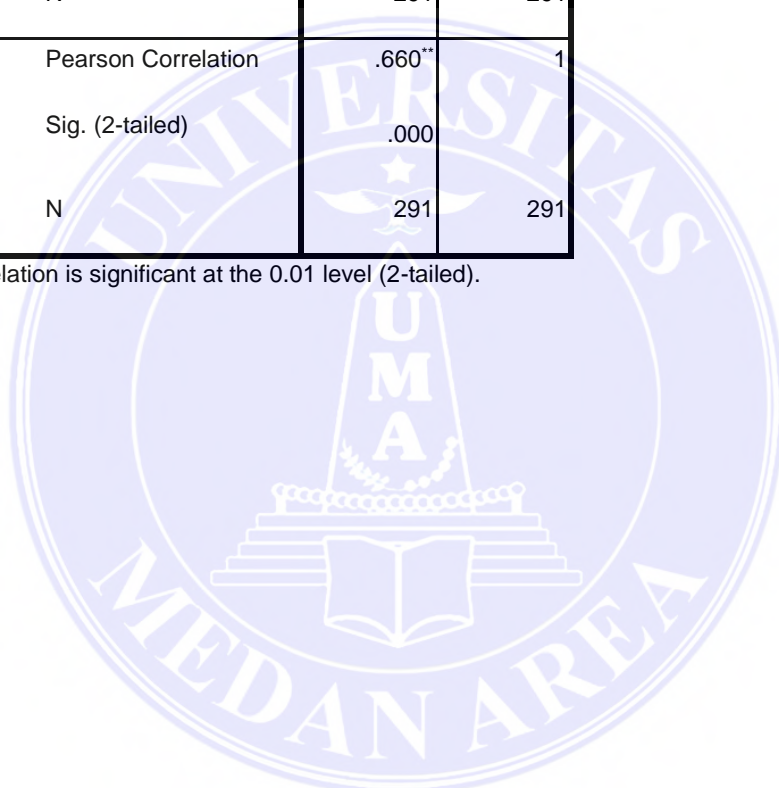 N 291 291
Pearson Correlation .660** 1
Sig. (2-tailed) .000
N 291 291
lation is significant at the 0.01 level (2-tailed).
UNIVERSITAS
UMA
MEDAN AREA